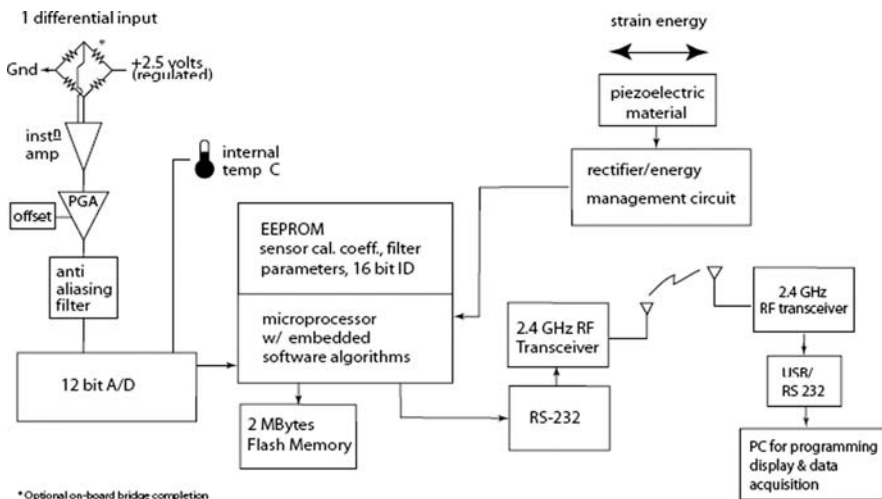 1 differential input
*
Gnd
+2.5 volts
(regulated)
instn
amp
PGA
offset
anti
aliasing
filter
12 bit A/D
internal
temp C
EEPROM
sensor cal. coeff., filter
parameters, 16 bit ID
microprocessor
w/ embedded
software algorithms
2 MBytes
Flash Memory
strain energy
piezoelectric
material
rectifier/energy
management circuit
2.4 GHz RF
Transceiver
RS-232
2.4 GHz
RF transceiver
USB/
RS 232
PC for programming
display & data
acquisition
* Optional on-board bridge completion